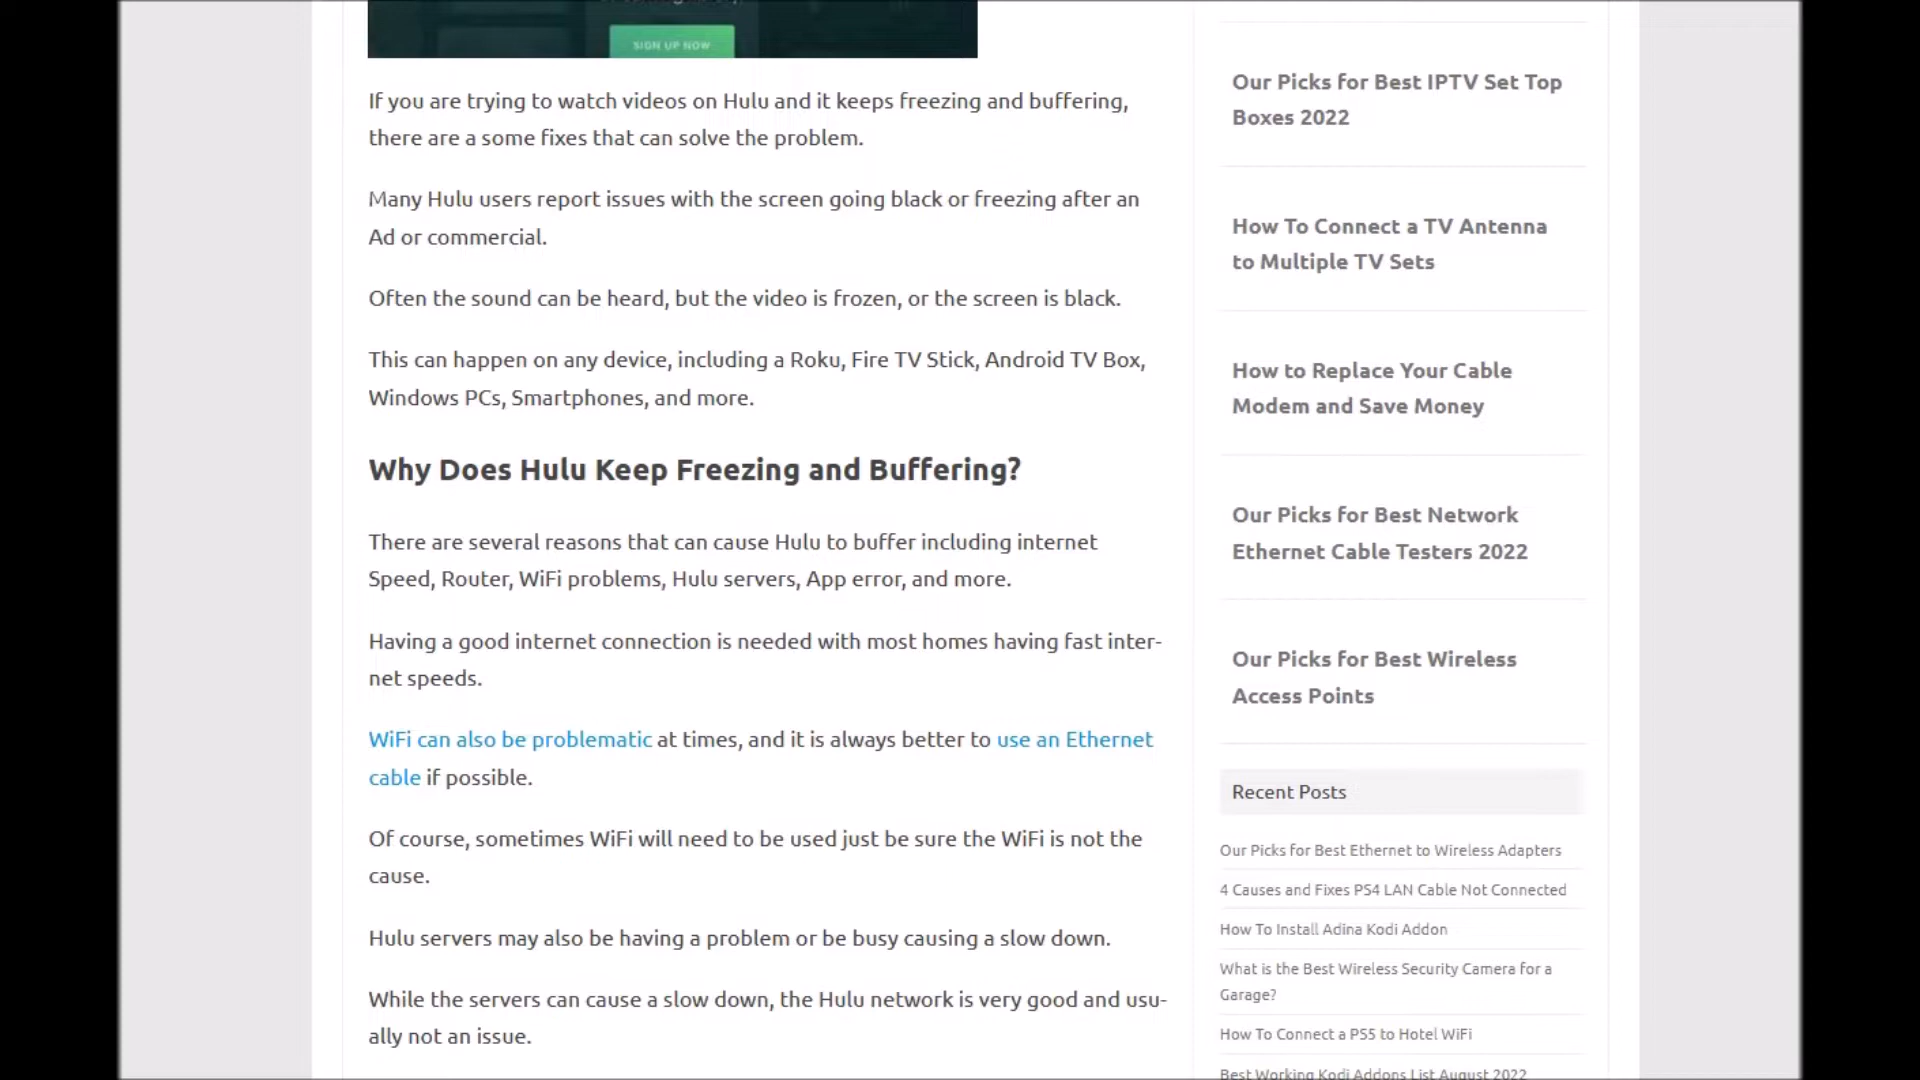 SIGN UP NOW
If you are trying to watch videos on Hulu and it keeps freezing and buffering,
there are a some fixes that can solve the problem.
Many Hulu users report issues with the screen going black or freezing after an
Ad or commercial.
Often the sound can be heard, but the video is frozen, or the screen is black.
This can happen on any device, including a Roku, Fire TV Stick, Android TV Box,
Windows PCs, Smartphones, and more.
Why Does Hulu Keep Freezing and Buffering?
There are several reasons that can cause Hulu to buffer including internet
Speed, Router, WiFi problems, Hulu servers, App error, and more.
Having a good internet connection is needed with most homes having fast inter-
net speeds.
WiFi can also be problematic at times, and it is always better to use an Ethernet
cable if possible.
Of course, sometimes WiFi will need to be used just be sure the WiFi is not the
cause.
Hulu servers may also be having a problem or be busy causing a slow down.
While the servers can cause a slow down, the Hulu network is very good and usu-
ally not an issue.
Our Picks for Best IPTV Set Top
Boxes 2022
How To Connect a TV Antenna
to Multiple TV Sets
How to Replace Your Cable
Modem and Save Money
Our Picks for Best Network
Ethernet Cable Testers 2022
Our Picks for Best Wireless
Access Points
Recent Posts
Our Picks for Best Ethernet to Wireless Adapters
4 Causes and Fixes PS4 LAN Cable Not Connected
How To Install Adina Kodi Addon
What is the Best Wireless Security Camera for a
Garage?
How To Connect a PS5 to Hotel WiFi
Best Working Kodi Addons List August 2022